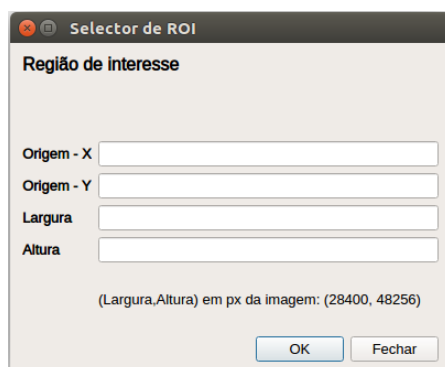 Selector de ROI
Região de interesse
Origem - X
Origem - Y
Largura
Altura
(Largura,Altura) em px da imagem: (28400, 48256)
OK Fechar